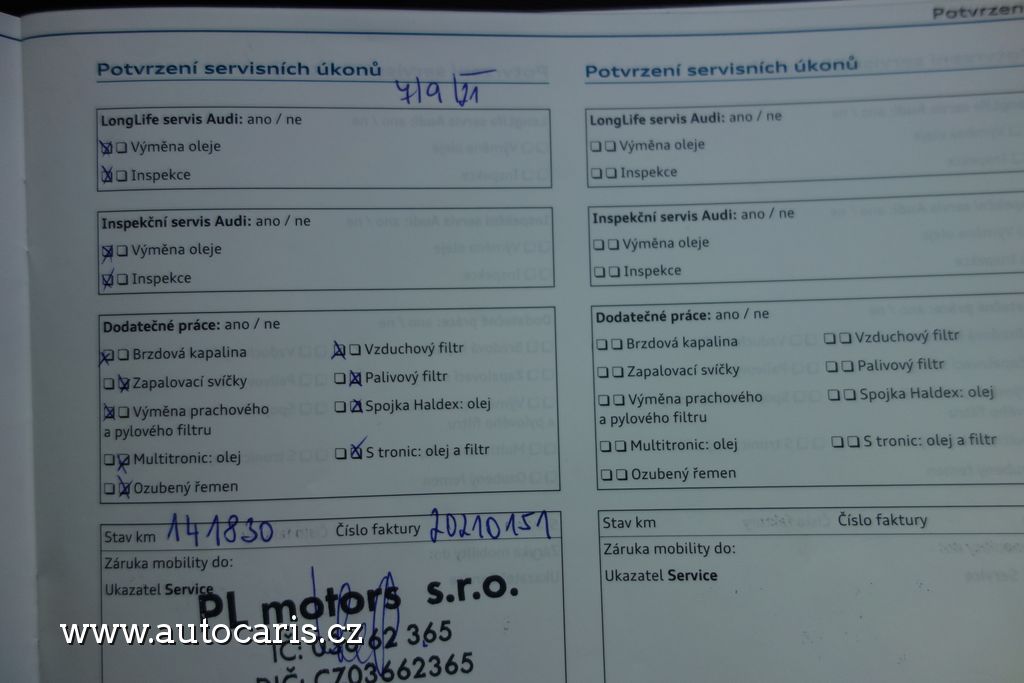 Potvrzen
Potvrzení servisních úkonů
7/9/21
LongLife servis Audi: ano / ne
Výměna oleje
Inspekce
Inspekční servis Audi: ano / ne
Výměna oleje
Inspekce
Dodatečné práce: ano / ne
Brzdová kapalina
Vzduchový filtr
Zapalovací svíčky
Palivový filtr
Výměna prachového
a pylového filtru
Spojka Haldex: olej
Multitronic: olej
S tronic: olej a filtr
Ozubený řemen
Stav km 141830 Číslo faktury 20210151
Záruka mobility do:
Ukazatel Service
PL motors s.r.o.
62 365
DIČ: CZ03662365
www.autocaris.cz
Potvrzení servisních úkonů
LongLife servis Audi: ano / ne
Výměna oleje
Inspekce
Inspekční servis Audi: ano / ne
Výměna oleje
Inspekce
Dodatečné práce: ano / ne
Brzdová kapalina
Vzduchový filtr
Zapalovací svíčky
Palivový filtr
Výměna prachového
a pylového filtru
Spojka Haldex: olej
Multitronic: olej
S tronic: olej a filtr
Ozubený řemen
Stav km Číslo faktury
Záruka mobility do:
Ukazatel Service